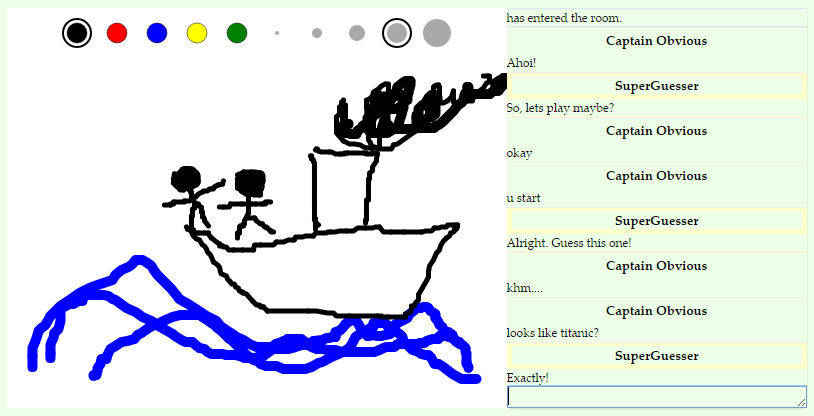 has entered the room.
Captain Obvious
Ahoi!
SuperGuesser
So, lets play maybe?
Captain Obvious
okay
Captain Obvious
u start
SuperGuesser
Alright. Guess this one!
Captain Obvious
khm....
Captain Obvious
looks like titanic?
SuperGuesser
Exactly!